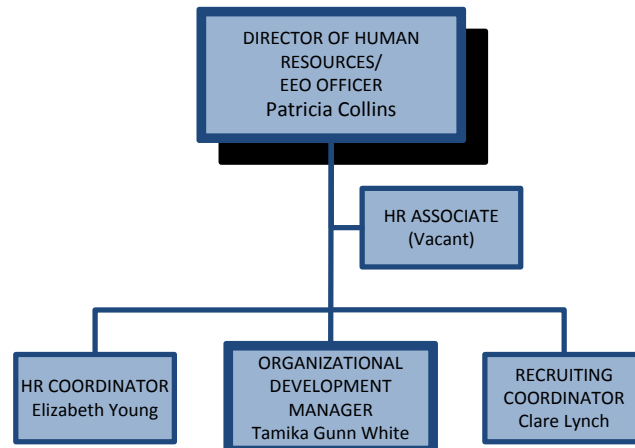 DIRECTOR OF HUMAN
RESOURCES/
EEO OFFICER
Patricia Collins
HR ASSOCIATE
(Vacant)
HR COORDINATOR
Elizabeth Young
ORGANIZATIONAL
DEVELOPMENT
MANAGER
Tamika Gunn White
RECRUITING
COORDINATOR
Clare Lynch